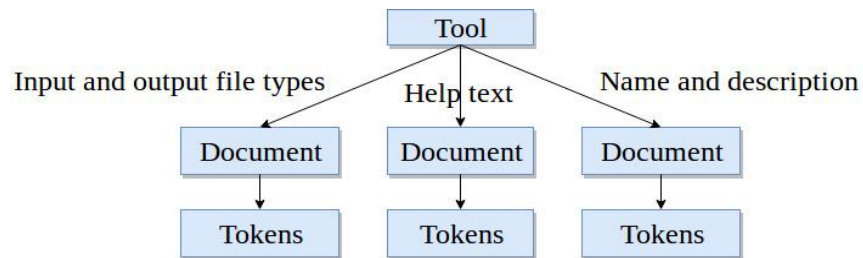 Tool
Input and output file types
Help text
Name and description
Document
Document
Document
Tokens
Tokens
Tokens